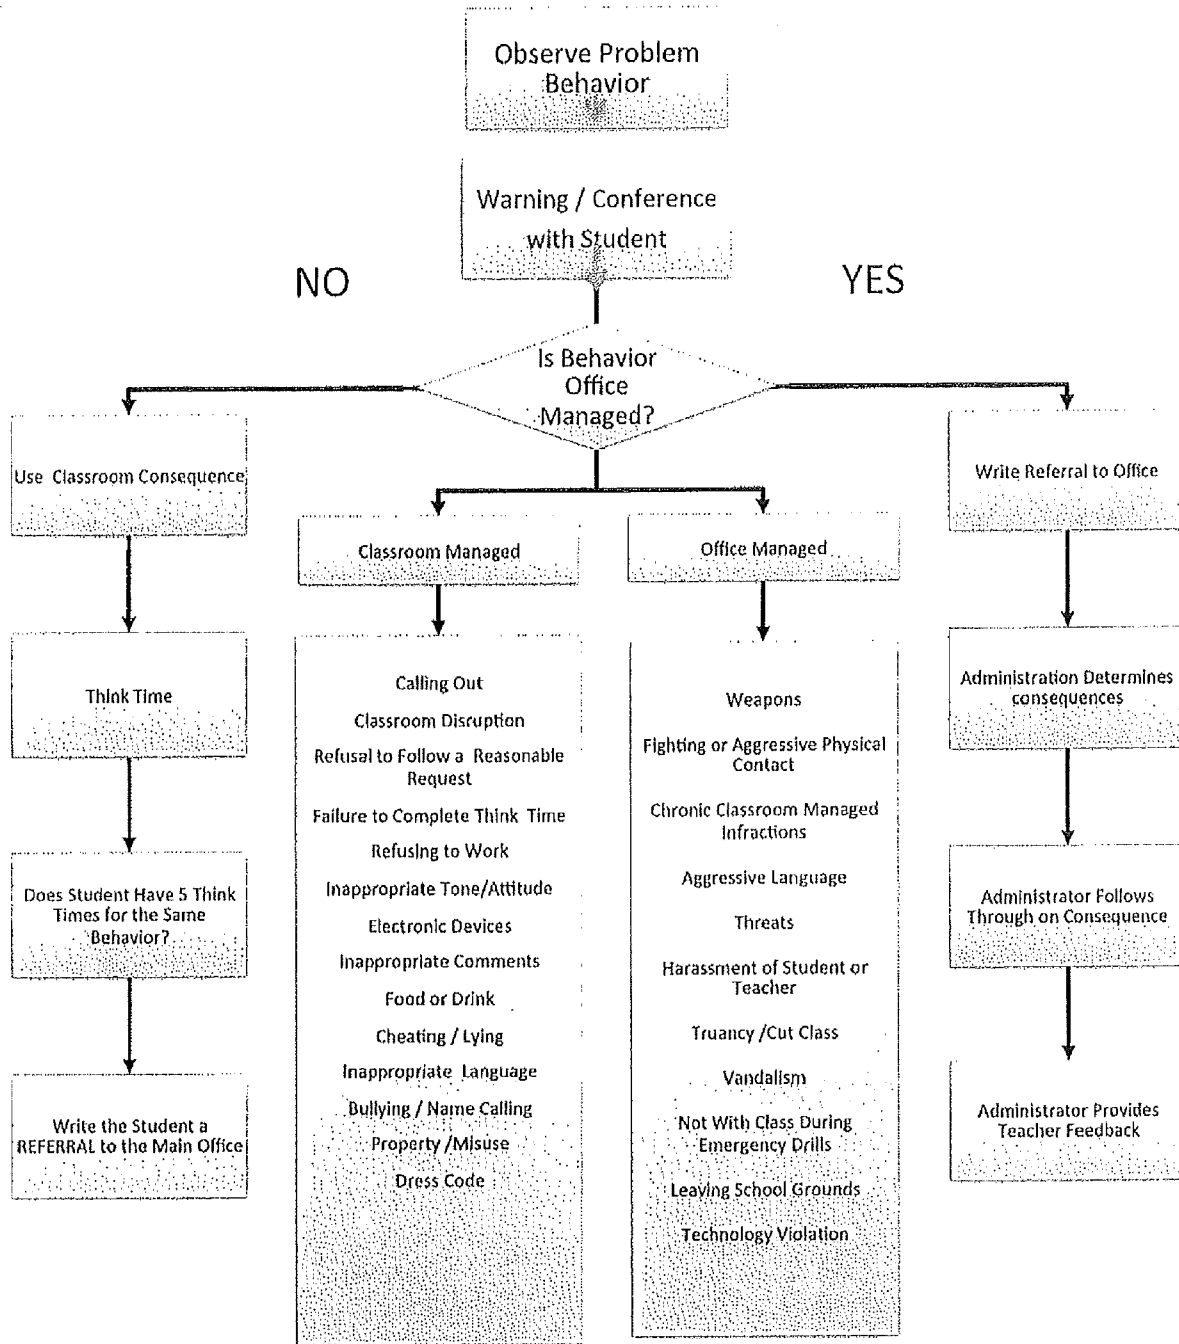 Observe Problem
Behavior
Warning / Conference
with Student
NO
YES
Is Behavior
Office
Managed?
Use Classroom Consequence
Think Time
Does Student Have 5 Think
Times for the Same
Behavior?
Write the Student a
REFERRAL to the Main Office
Classroom Managed
Calling Out
Classroom Disruption
Refusal to Follow a Reasonable
Request
Failure to Complete Think Time
Refusing to Work
Inappropriate Tone/Attitude
Electronic Devices
Inappropriate Comments
Food or Drink
Cheating / Lying
Inappropriate Language
Bullying / Name Calling
Property /Misuse
Dress Code
Office Managed
Weapons
Fighting or Aggressive Physical
Contact
Chronic Classroom Managed
Infractions
Aggressive Language
Threats
Harassment of Student or
Teacher
Truancy /Cut Class
Vandalism
Not With Class During
Emergency Drills
Leaving School Grounds
Technology Violation
Write Referral to Office
Administration Determines
consequences
Administrator Follows
Through on Consequence
Administrator Provides
Teacher Feedback